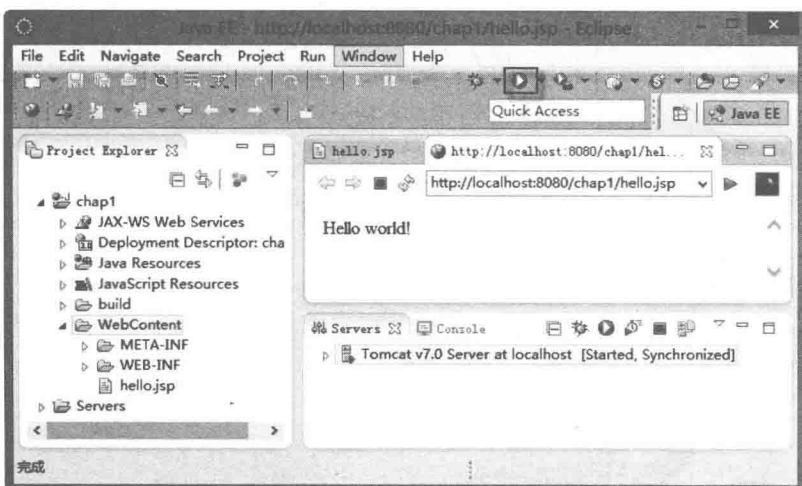 Java EE - http://localhost:8080/chap1/hello.jsp - Eclipse
File Edit Navigate Search Project Run Window Help
Quick Access
Java EE
Project Explorer
chap1
JAX-WS Web Services
Deployment Descriptor: cha
Java Resources
JavaScript Resources
build
WebContent
META-INF
WEB-INF
hello.jsp
Servers
完成
hello.jsp
http://localhost:8080/chap1/hel...
http://localhost:8080/chap1/hello.jsp
Hello world!
Servers
Console
Tomcat v7.0 Server at localhost [Started, Synchronized]